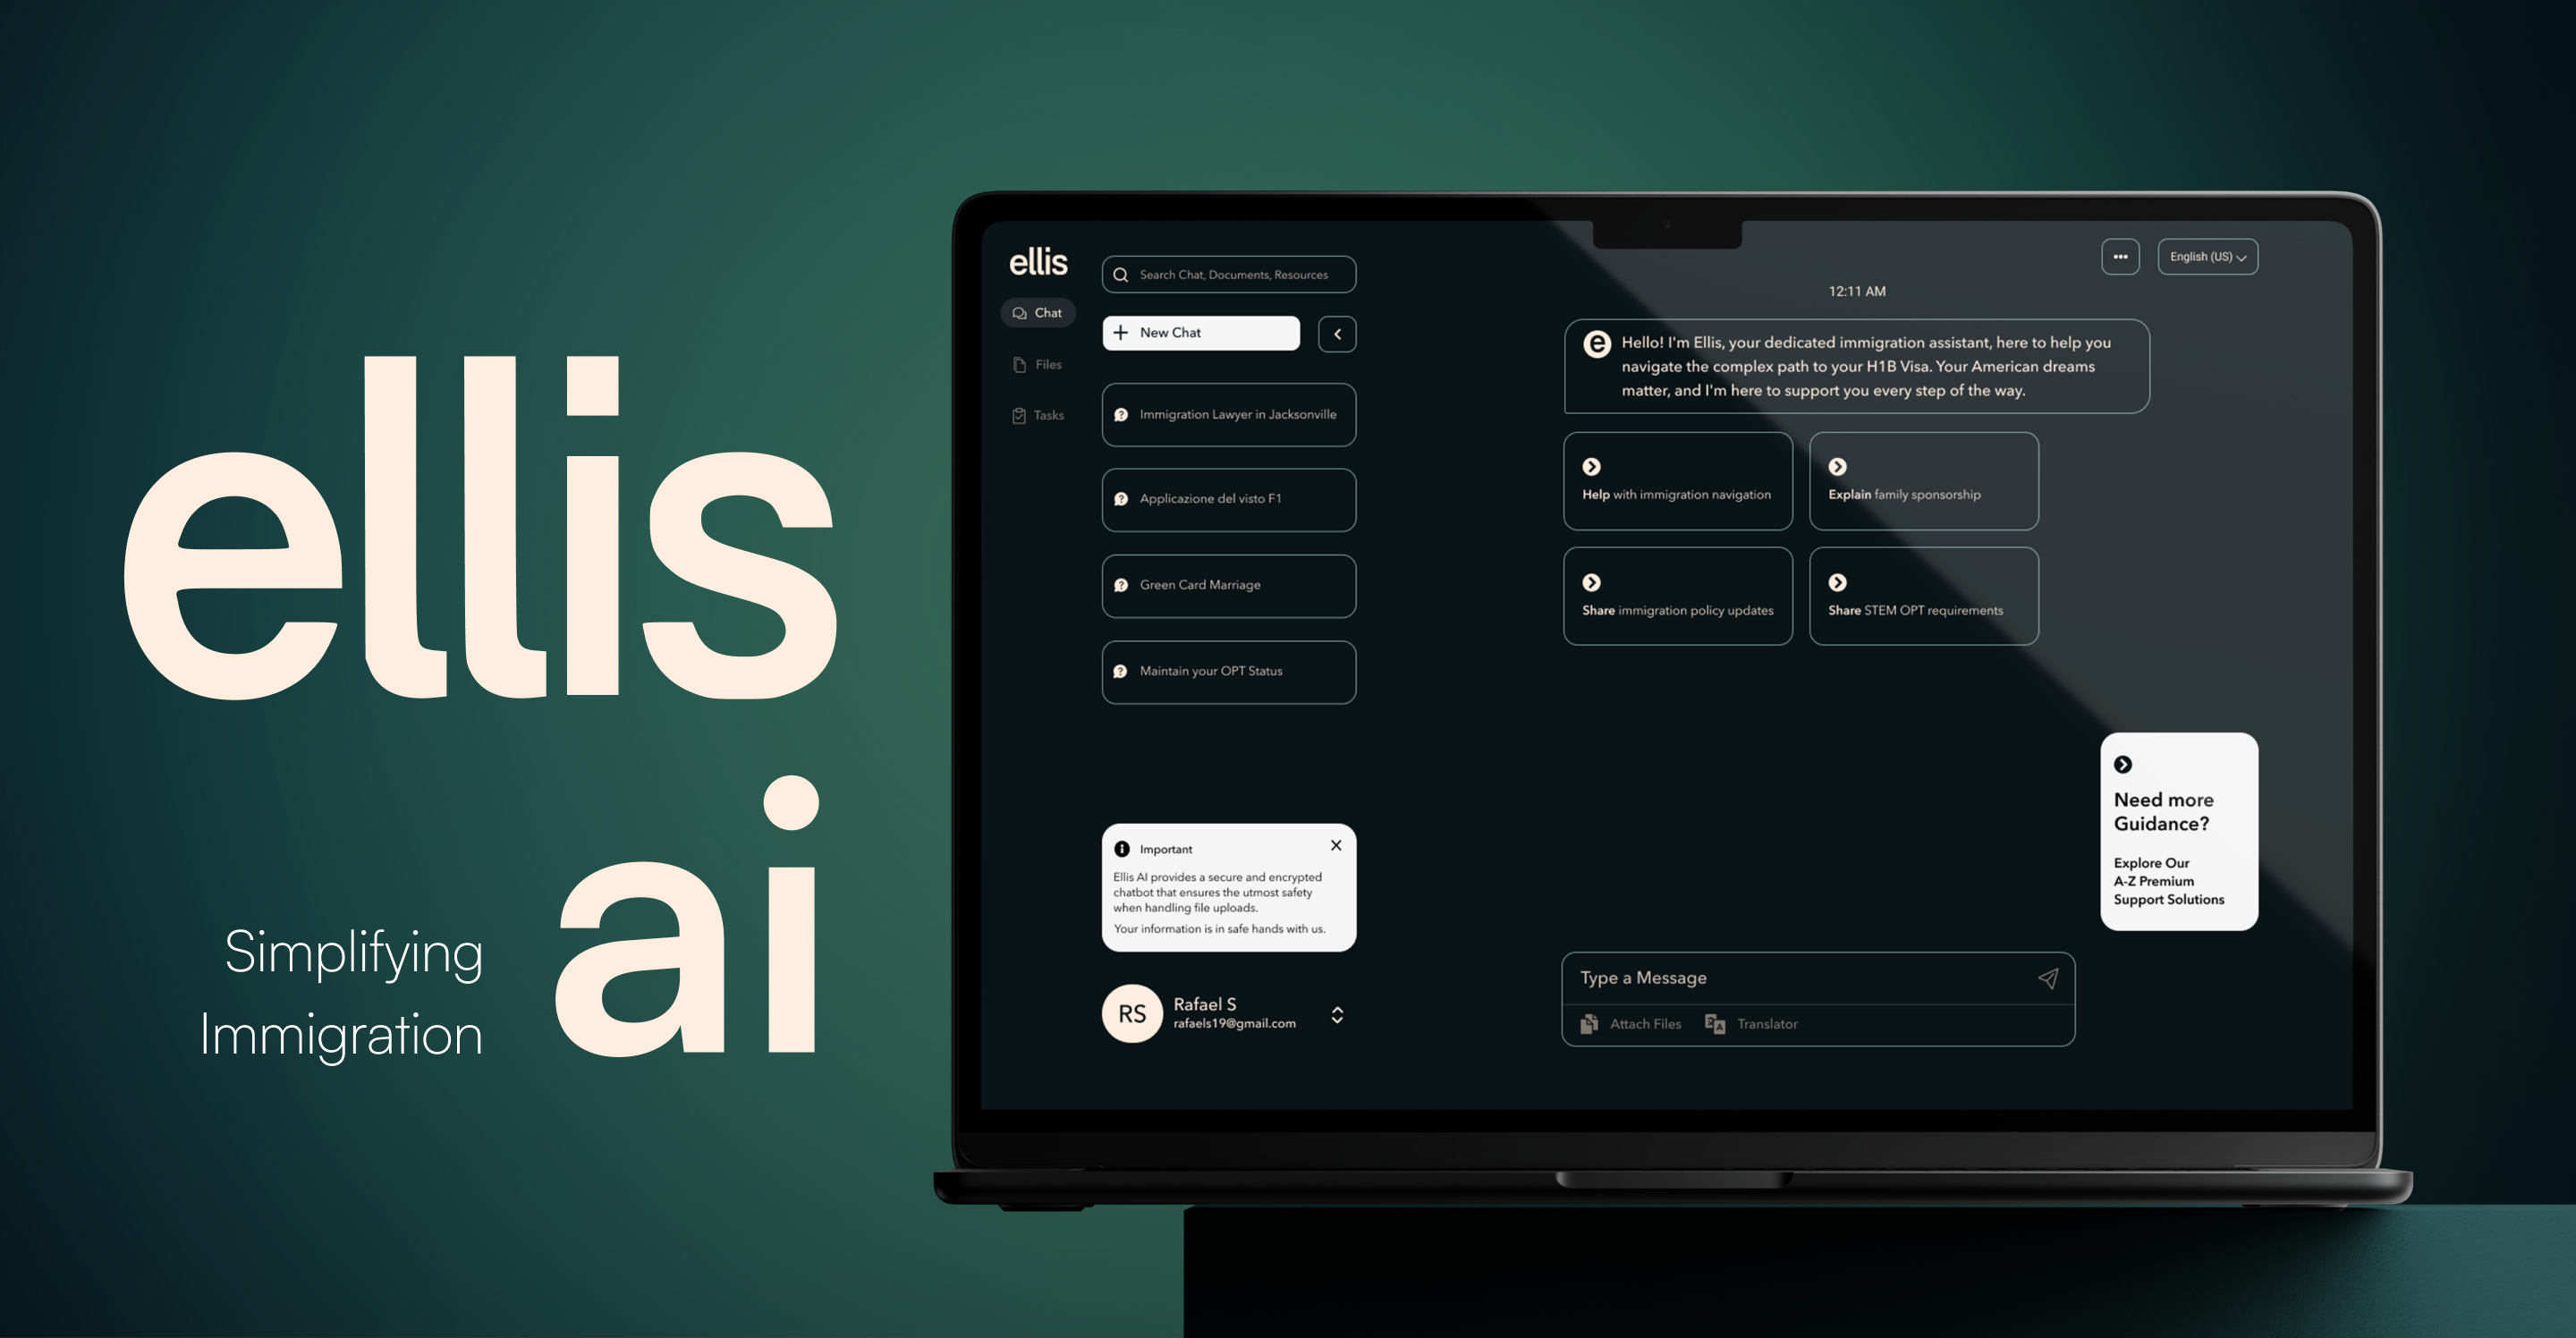 ellis
ai
Simplifying
Immigration
ellis
Chat
Files
Tasks
Search Chat, Documents, Resources
New Chat
Immigration Lawyer in Jacksonville
Applicazione del visto F1
Green Card Marriage
Maintain your OPT Status
Important
Ellis AI provides a secure and encrypted
chatbot that ensures the utmost safety
when handling file uploads.
Your information is in safe hands with us.
RS
Rafael S
rafaels19@gmail.com
English (US)
12:11 AM
e
Hello! I'm Ellis, your dedicated immigration assistant, here to help you
navigate the complex path to your H1B Visa. Your American dreams
matter, and I'm here to support you every step of the way.
Help with immigration navigation
Explain family sponsorship
Share immigration policy updates
Share STEM OPT requirements
Need more
Guidance?
Explore Our
A-Z Premium
Support Solutions
Type a Message
Attach Files
Translator